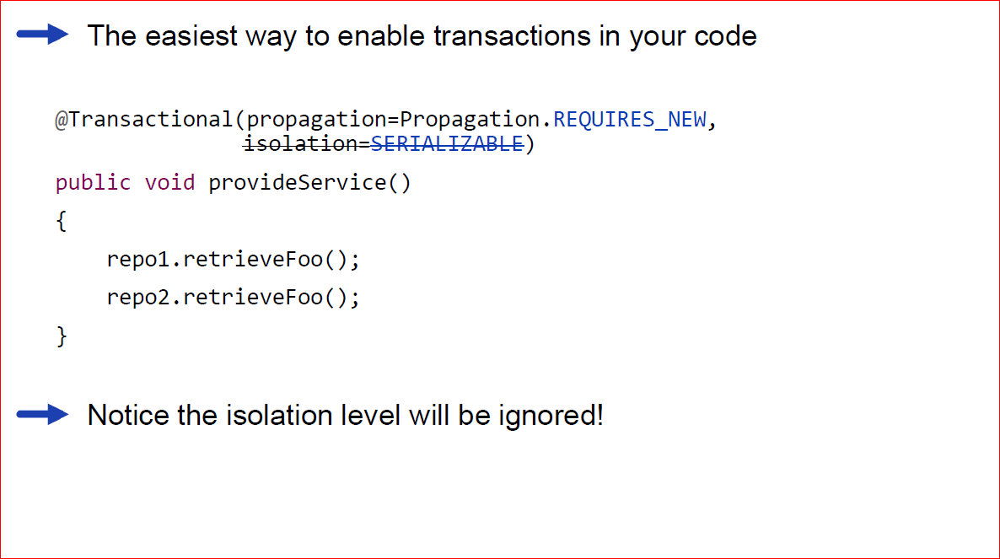 The easiest way to enable transactions in your code
@Transactional(propagation=Propagation.REQUIRES_NEW,
isolation=SERIALIZABLE)
public void provideService()
{
repo1.retrieveFoo();
repo2.retrieveFoo();
}
Notice the isolation level will be ignored!